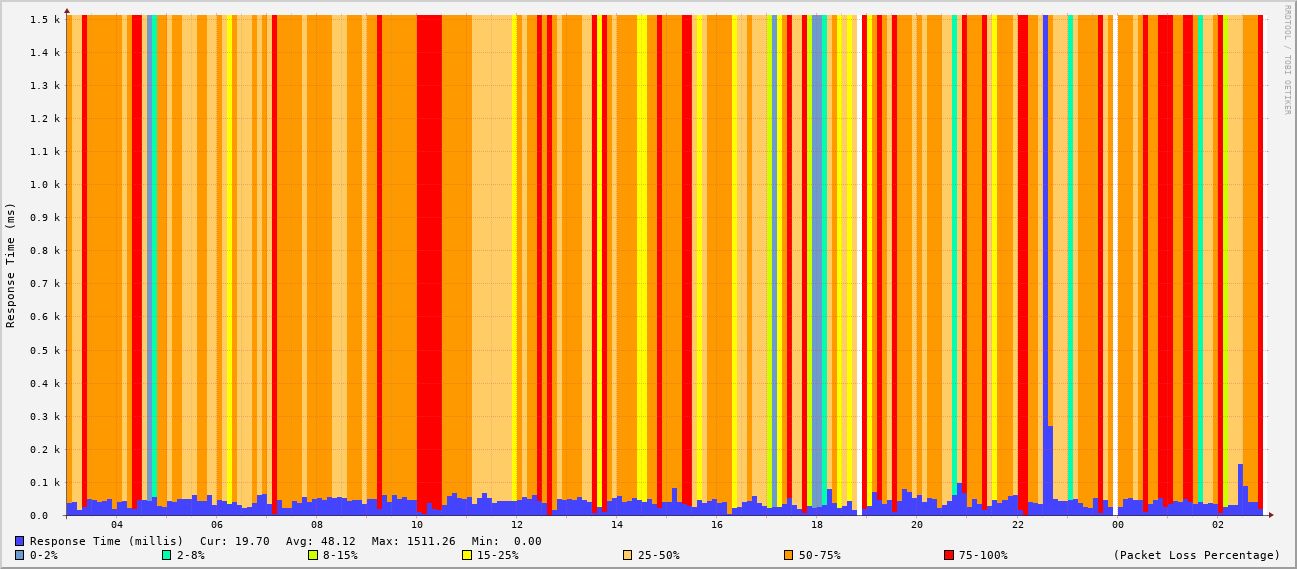 1.5 k
1.4 k
1.3 k
1.2 k
1.1 k
1.0 k
0.9 k
0.8 k
0.7 k
0.6 k
0.5 k
0.4 k
0.3 k
0.2 k
0.1 k
0.0
Response Time (ms)
RRDTOOL / TOBI OETIKER
04 06 08 10 12 14 16 18 20 22 00 02
Response Time (millis) Cur: 19.70 Avg: 48.12 Max: 1511.26 Min: 0.00
0-2% 2-8% 8-15% 15-25% 25-50% 50-75% 75-100% (Packet Loss Percentage)